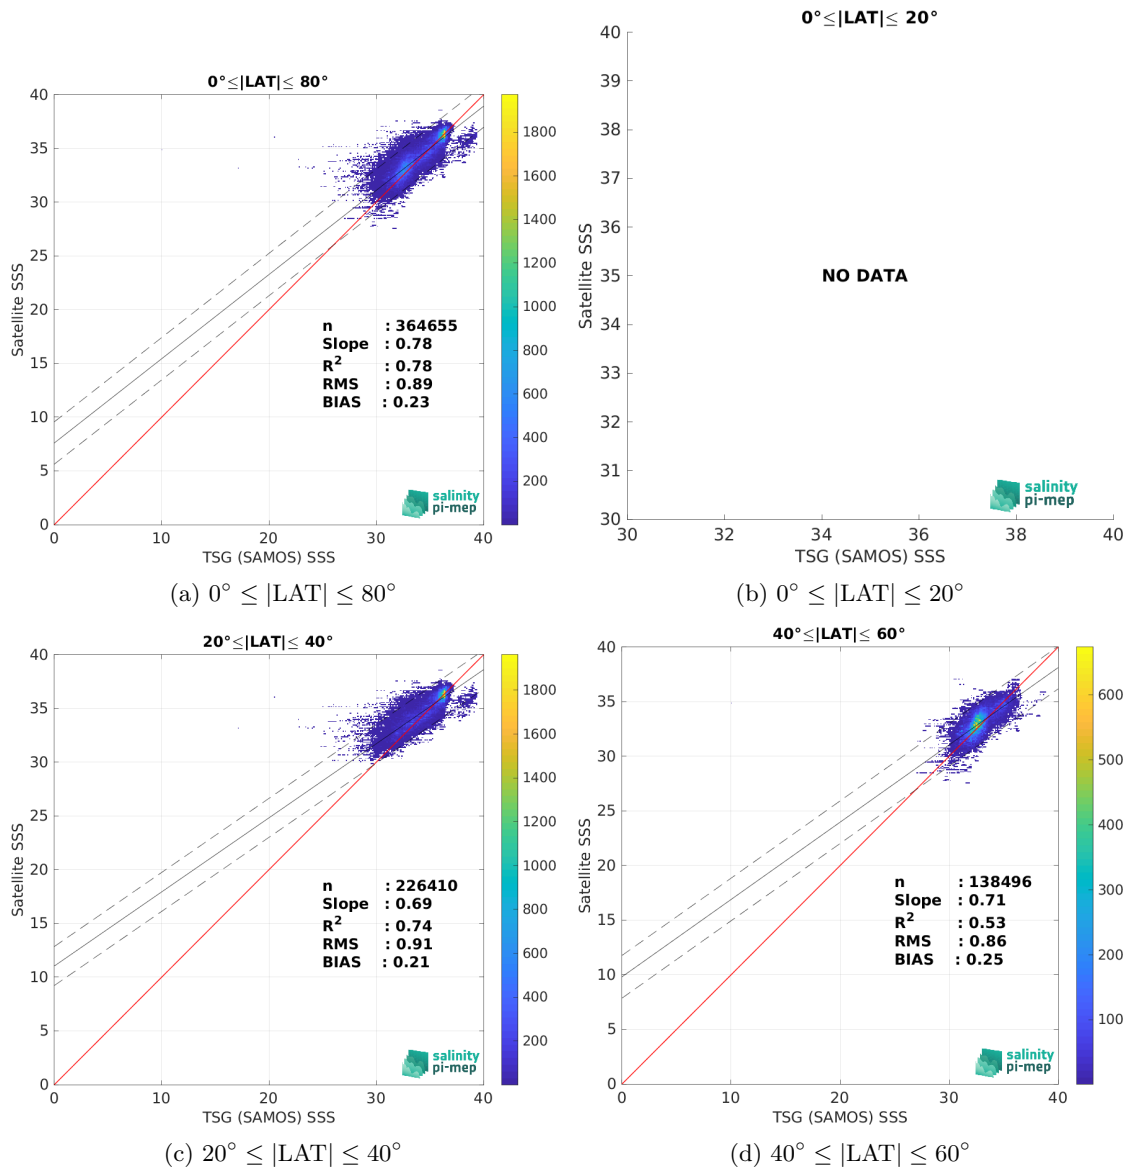 0°≤|LAT|≤ 80°
40
35
30
25
20
15
10
5
0
Satellite SSS
n : 364655
Slope : 0.78
R² : 0.78
RMS : 0.89
BIAS : 0.23
salinity
pi-mep
0 10 20 30 40
TSG (SAMOS) SSS
1800
1600
1400
1200
1000
800
600
400
200
(a) 0° ≤ |LAT| ≤ 80°
0°≤|LAT|≤ 20°
40
39
38
37
36
35
34
33
32
31
30
Satellite SSS
NO DATA
salinity
pi-mep
30 32 34 36 38 40
TSG (SAMOS) SSS
(b) 0° ≤ |LAT| ≤ 20°
20°≤|LAT|≤ 40°
40
35
30
25
20
15
10
5
0
Satellite SSS
n : 226410
Slope : 0.69
R² : 0.74
RMS : 0.91
BIAS : 0.21
salinity
pi-mep
0 10 20 30 40
TSG (SAMOS) SSS
1800
1600
1400
1200
1000
800
600
400
200
(c) 20° ≤ |LAT| ≤ 40°
40°≤|LAT|≤ 60°
40
35
30
25
20
15
10
5
0
Satellite SSS
n : 138496
Slope : 0.71
R² : 0.53
RMS : 0.86
BIAS : 0.25
salinity
pi-mep
0 10 20 30 40
TSG (SAMOS) SSS
600
500
400
300
200
100
(d) 40° ≤ |LAT| ≤ 60°